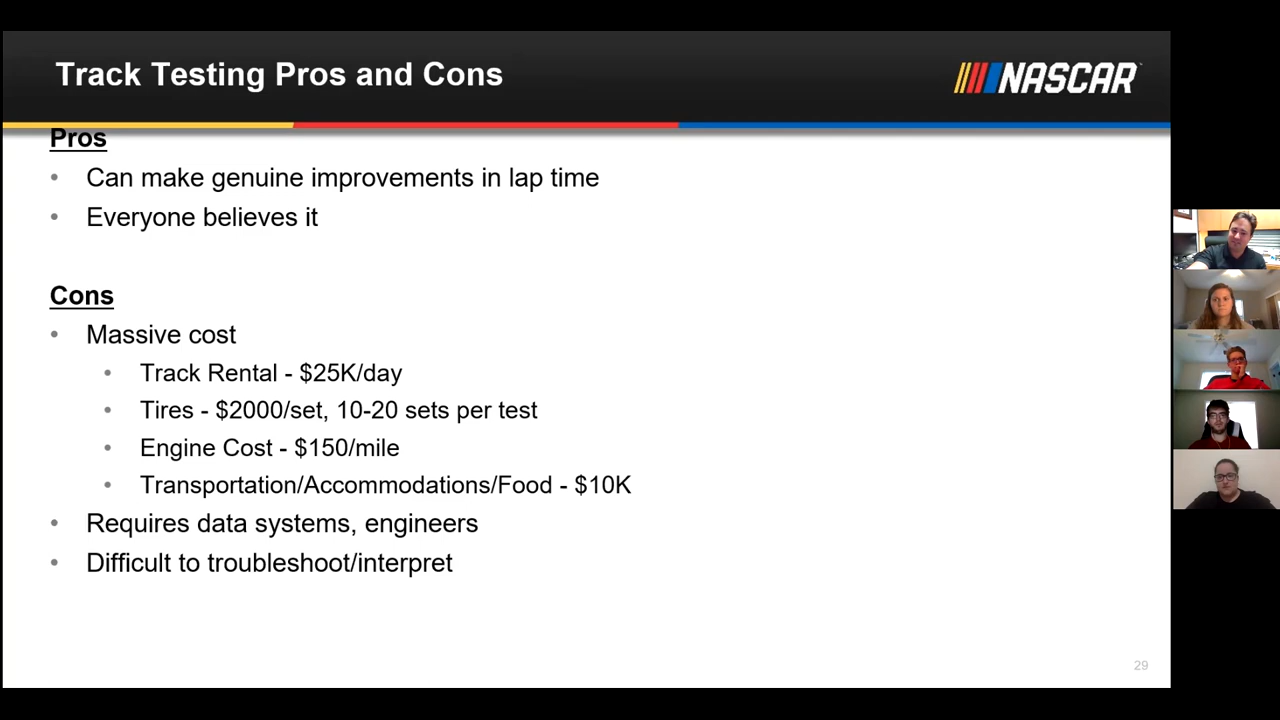 Track Testing Pros and Cons
NASCAR
Pros
• Can make genuine improvements in lap time
• Everyone believes it
Cons
• Massive cost
• Track Rental - $25K/day
• Tires - $2000/set, 10-20 sets per test
• Engine Cost - $150/mile
• Transportation/Accommodations/Food - $10K
• Requires data systems, engineers
• Difficult to troubleshoot/interpret
29